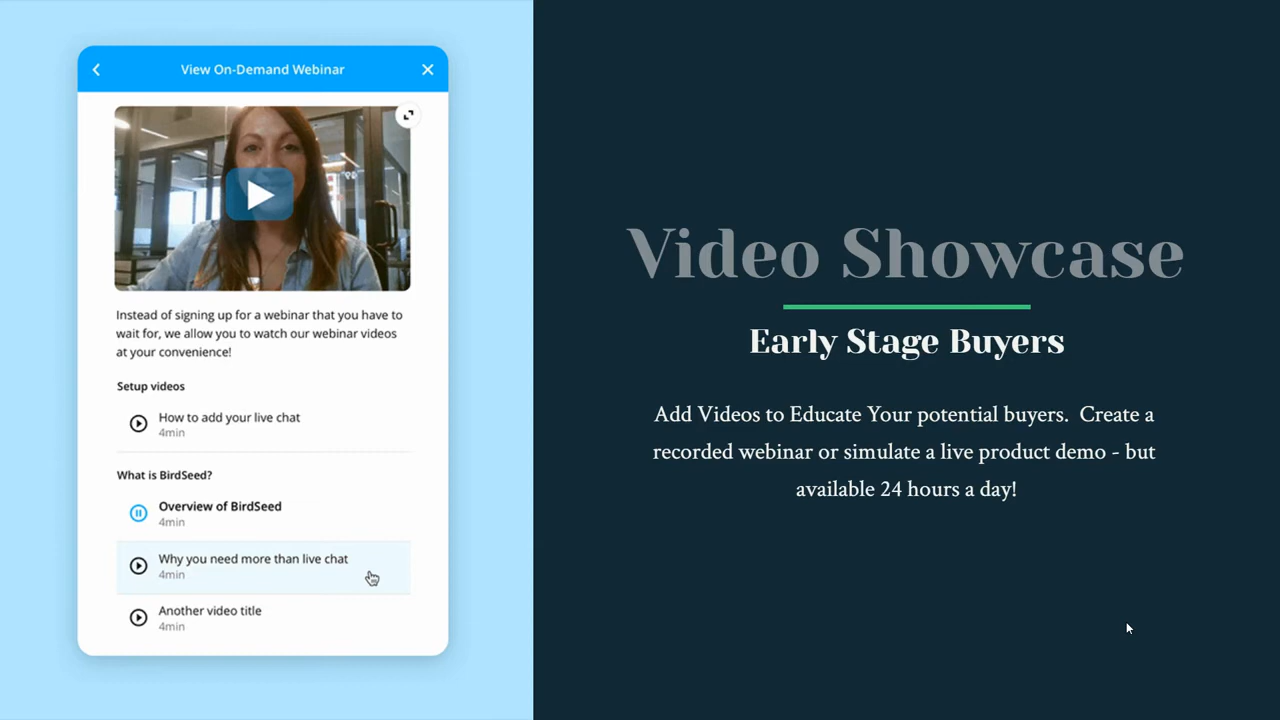 View On-Demand Webinar
Instead of signing up for a webinar that you have to
wait for, we allow you to watch our webinar videos
at your convenience!
Setup videos
How to add your live chat
4min
What is BirdSeed?
Overview of BirdSeed
4min
Why you need more than live chat
4min
Another video title
4min
Video Showcase
Early Stage Buyers
Add Videos to Educate Your potential buyers.  Create a
recorded webinar or simulate a live product demo - but
available 24 hours a day!